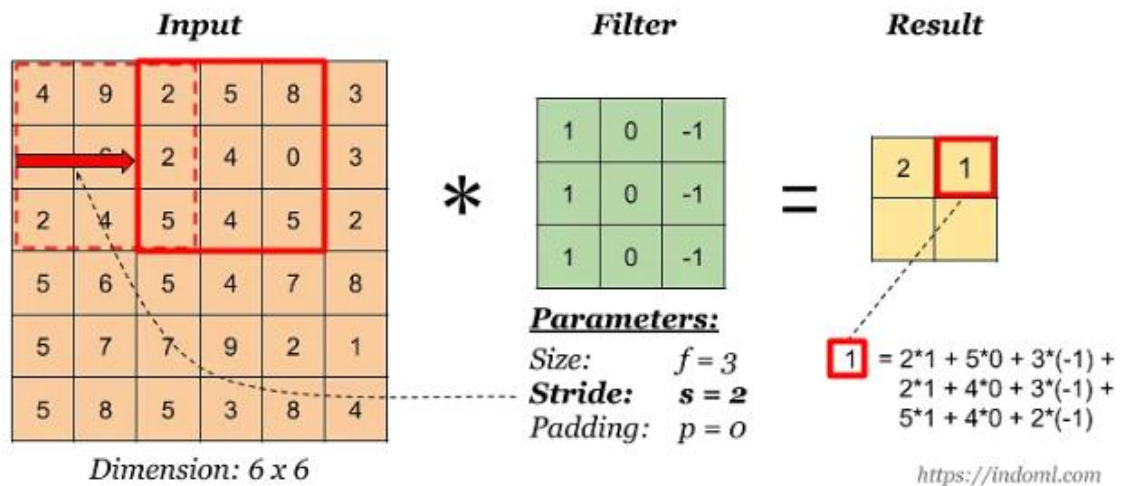 Input Filter Result
4 9 2 5 8 3
6 2 4 0 3
2 4 5 4 5 2
5 6 5 4 7 8
5 7 7 9 2 1
5 8 5 3 8 4
Dimension: 6 x 6
*
1 0 -1
1 0 -1
1 0 -1
Parameters:
Size: f = 3
Stride: s = 2
Padding: p = 0
=
2 1
1 = 2*1 + 5*0 + 3*(-1) +
2*1 + 4*0 + 3*(-1) +
5*1 + 4*0 + 2*(-1)
https://indoml.com